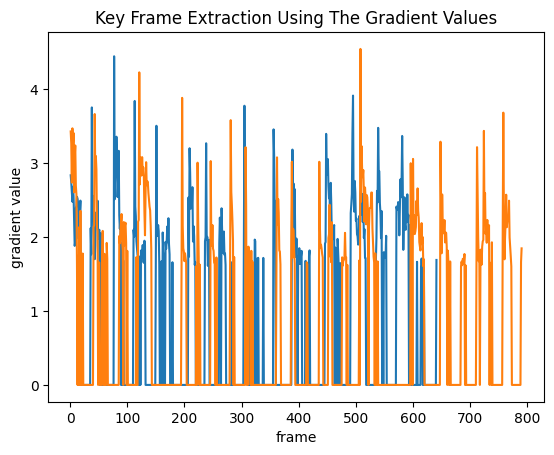 Key Frame Extraction Using The Gradient Values
4
3
2
1
0
gradient value
0 100 200 300 400 500 600 700 800
frame